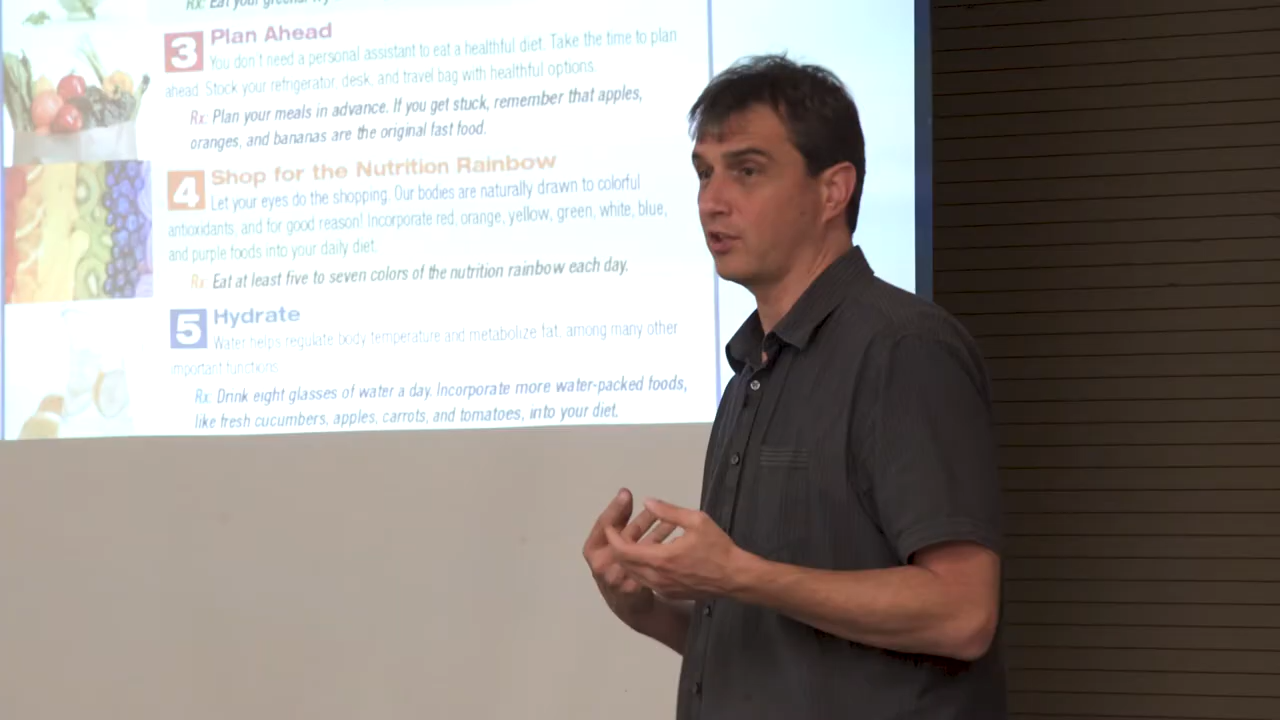 Rx: Eat your greens.
3 Plan Ahead
You don't need a personal assistant to eat a healthful diet. Take the time to plan
ahead. Stock your refrigerator, desk, and travel bag with healthful options.
Rx: Plan your meals in advance. If you get stuck, remember that apples,
oranges, and bananas are the original fast food.
4 Shop for the Nutrition Rainbow
Let your eyes do the shopping. Our bodies are naturally drawn to colorful
antioxidants, and for good reason! Incorporate red, orange, yellow, green, white, blue,
and purple foods into your daily diet.
Rx: Eat at least five to seven colors of the nutrition rainbow each day.
5 Hydrate
Water helps regulate body temperature and metabolize fat, among many other
important functions.
Rx: Drink eight glasses of water a day. Incorporate more water-packed foods,
like fresh cucumbers, apples, carrots, and tomatoes, into your diet.